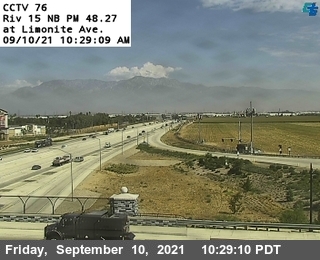 CCTV 76
Riv 15 NB PM 48.27
at Limonite Ave.
09/10/21 10:29:09 AM
Friday, September 10, 2021 10:29:10 PDT